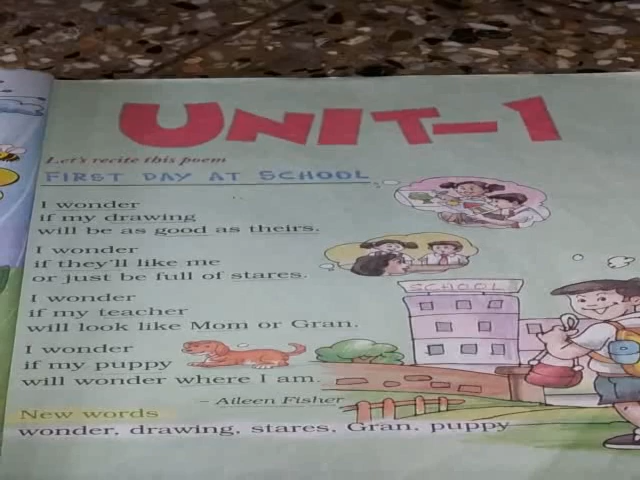 UNIT-1
Let's recite this poem
FIRST DAY AT SCHOOL
I wonder
if my drawing
will be as good as theirs.
I wonder
if they'll like me
or just be full of stares.
I wonder
if my teacher
will look like Mom or Gran.
I wonder
if my puppy
will wonder where I am.
- Aileen Fisher
SCHOOL
New words
wonder, drawing, stares, Gran, puppy